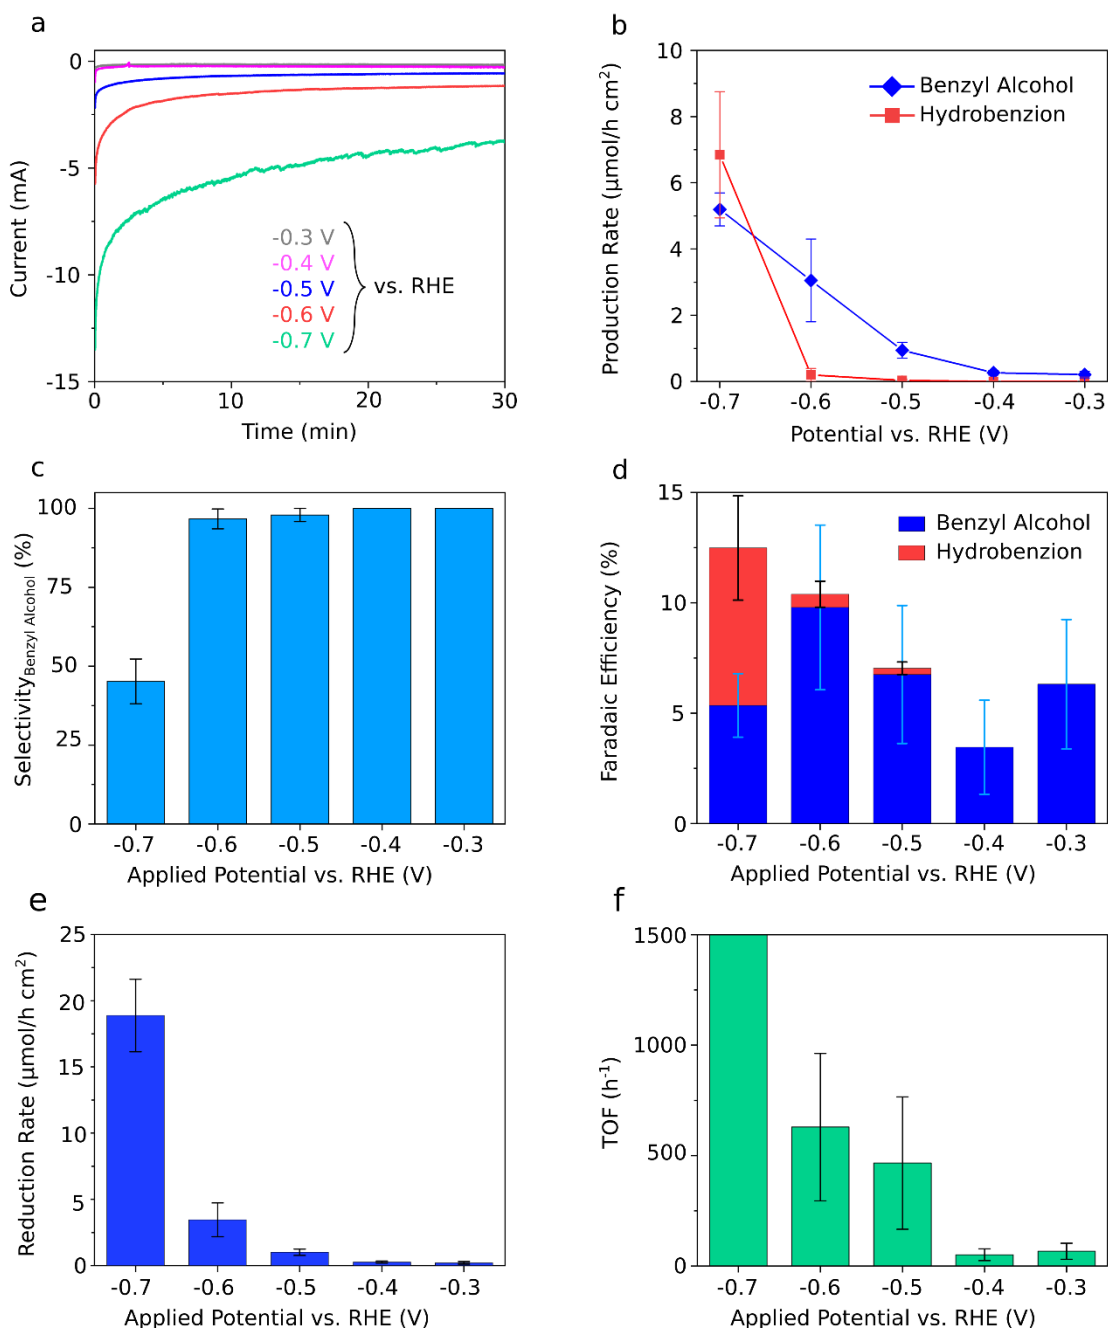 a
0
-5
-10
-15
Current (mA)
-0.3 V
-0.4 V
-0.5 V
-0.6 V
-0.7 V
vs. RHE
0 10 20 30
Time (min)
b
10
8
6
4
2
0
Production Rate (µmol/h cm²)
Benzyl Alcohol
Hydrobenzion
-0.7 -0.6 -0.5 -0.4 -0.3
Potential vs. RHE (V)
c
100
75
50
25
0
Selectivity Benzyl Alcohol (%)
-0.7 -0.6 -0.5 -0.4 -0.3
Applied Potential vs. RHE (V)
d
15
10
5
0
Faradaic Efficiency (%)
Benzyl Alcohol
Hydrobenzion
-0.7 -0.6 -0.5 -0.4 -0.3
Applied Potential vs. RHE (V)
e
25
20
15
10
5
0
Reduction Rate (µmol/h cm²)
-0.7 -0.6 -0.5 -0.4 -0.3
Applied Potential vs. RHE (V)
f
1500
1000
500
0
TOF (h⁻¹)
-0.7 -0.6 -0.5 -0.4 -0.3
Applied Potential vs. RHE (V)